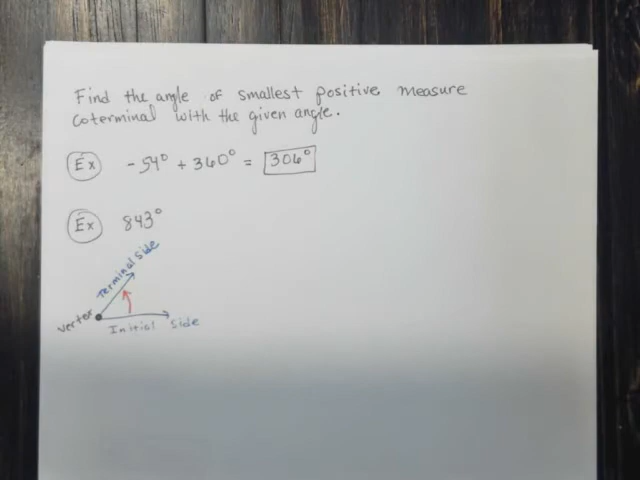 Find the angle of smallest positive measure
coterminal with the given angle.
Ex -54° + 360° = 306°
Ex 843°
Terminal side
vertex
Initial side